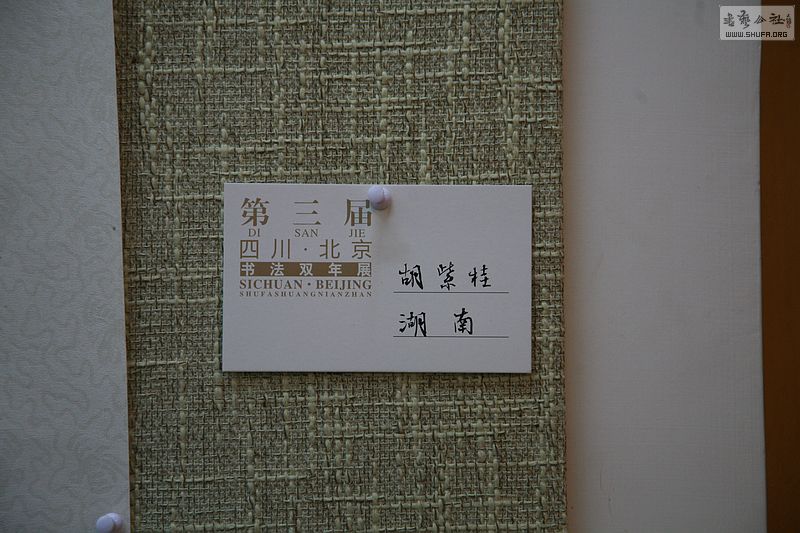 书艺公社
WWW.SHUFA.ORG
第三届
DI SAN JIE
四川·北京
书法双年展
SICHUAN·BEIJING
SHUFASHUANGNIANZHAN
胡紫桂
湖南